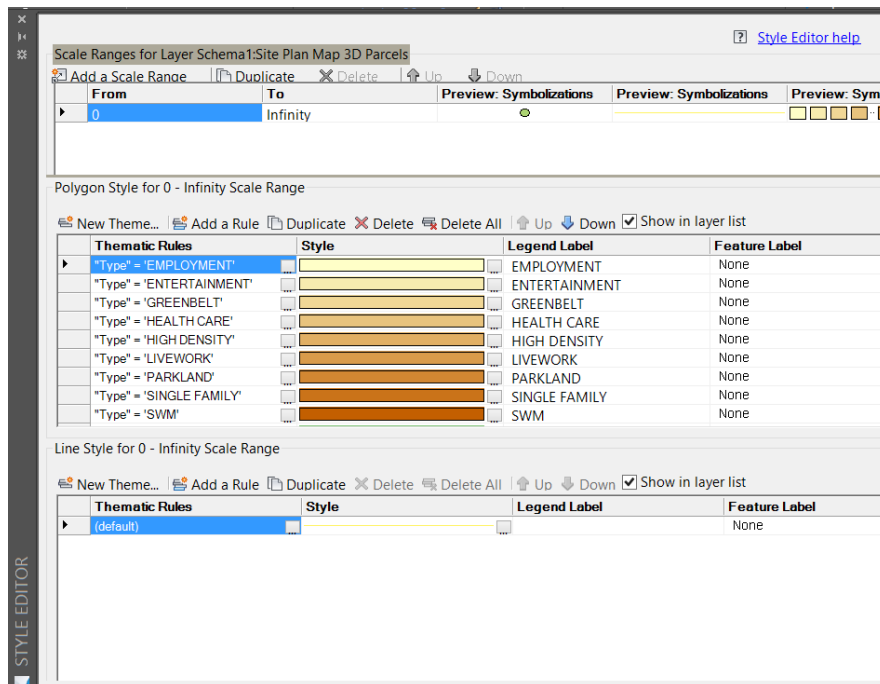 Style Editor help
Scale Ranges for Layer Schema1:Site Plan Map 3D Parcels
Add a Scale Range Duplicate Delete Up Down
From To Preview: Symbolizations Preview: Symbolizations Preview: Sym
0 Infinity
Polygon Style for 0 - Infinity Scale Range
New Theme... Add a Rule Duplicate Delete Delete All Up Down Show in layer list
Thematic Rules Style Legend Label Feature Label
"Type" = 'EMPLOYMENT' ... ... EMPLOYMENT None
"Type" = 'ENTERTAINMENT' ... ... ENTERTAINMENT None
"Type" = 'GREENBELT' ... ... GREENBELT None
"Type" = 'HEALTH CARE' ... ... HEALTH CARE None
"Type" = 'HIGH DENSITY' ... ... HIGH DENSITY None
"Type" = 'LIVEWORK' ... ... LIVEWORK None
"Type" = 'PARKLAND' ... ... PARKLAND None
"Type" = 'SINGLE FAMILY' ... ... SINGLE FAMILY None
"Type" = 'SWM' ... ... SWM None
Line Style for 0 - Infinity Scale Range
New Theme... Add a Rule Duplicate Delete Delete All Up Down Show in layer list
Thematic Rules Style Legend Label Feature Label
(default) ... ... None
STYLE EDITOR